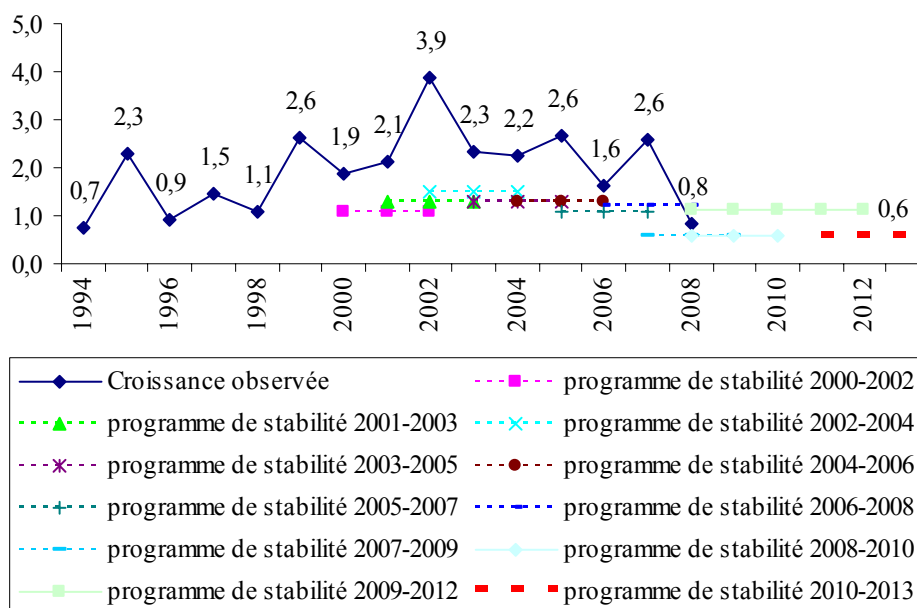 5,0
4,0
3,0
2,0
1,0
0,0
0,7
2,3
0,9
1,5
1,1
2,6
1,9
2,1
3,9
2,3
2,2
2,6
1,6
2,6
0,8
0,6
1994
1996
1998
2000
2002
2004
2006
2008
2010
2012
Croissance observée
programme de stabilité 2000-2002
programme de stabilité 2001-2003
programme de stabilité 2002-2004
programme de stabilité 2003-2005
programme de stabilité 2004-2006
programme de stabilité 2005-2007
programme de stabilité 2006-2008
programme de stabilité 2007-2009
programme de stabilité 2008-2010
programme de stabilité 2009-2012
programme de stabilité 2010-2013